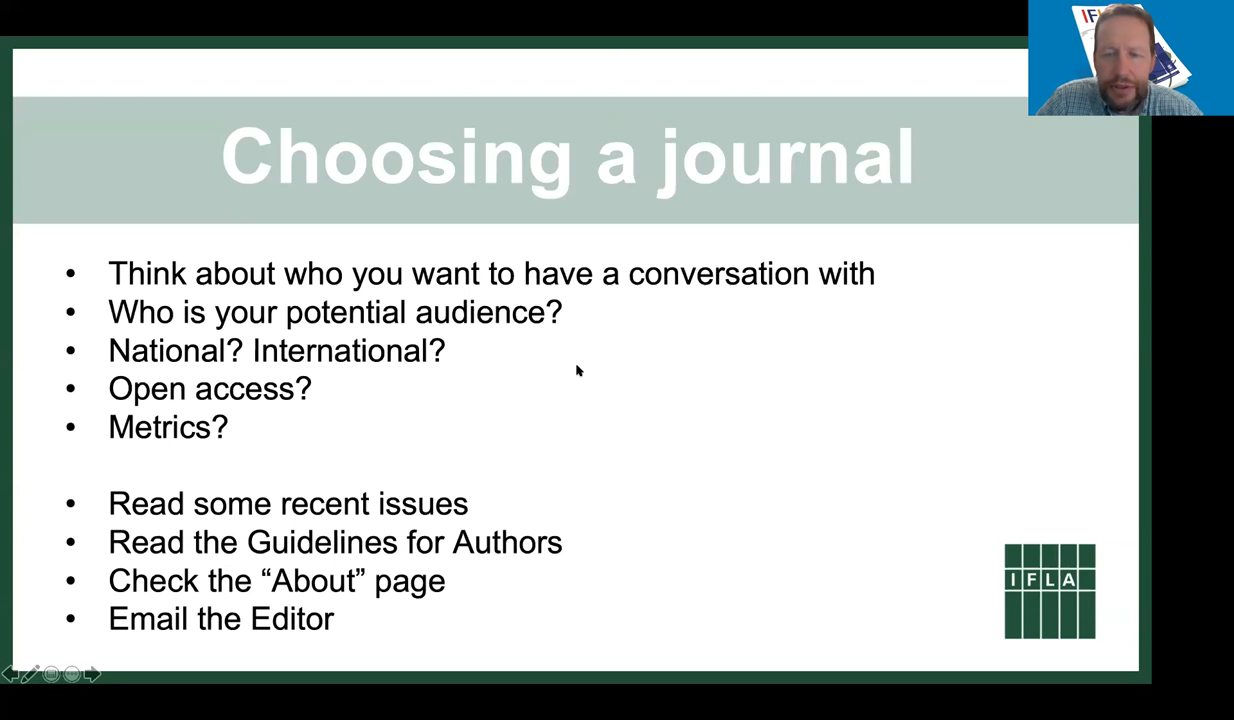 Choosing a journal
• Think about who you want to have a conversation with
• Who is your potential audience?
• National? International?
• Open access?
• Metrics?
• Read some recent issues
• Read the Guidelines for Authors
• Check the “About” page
• Email the Editor
IFLA